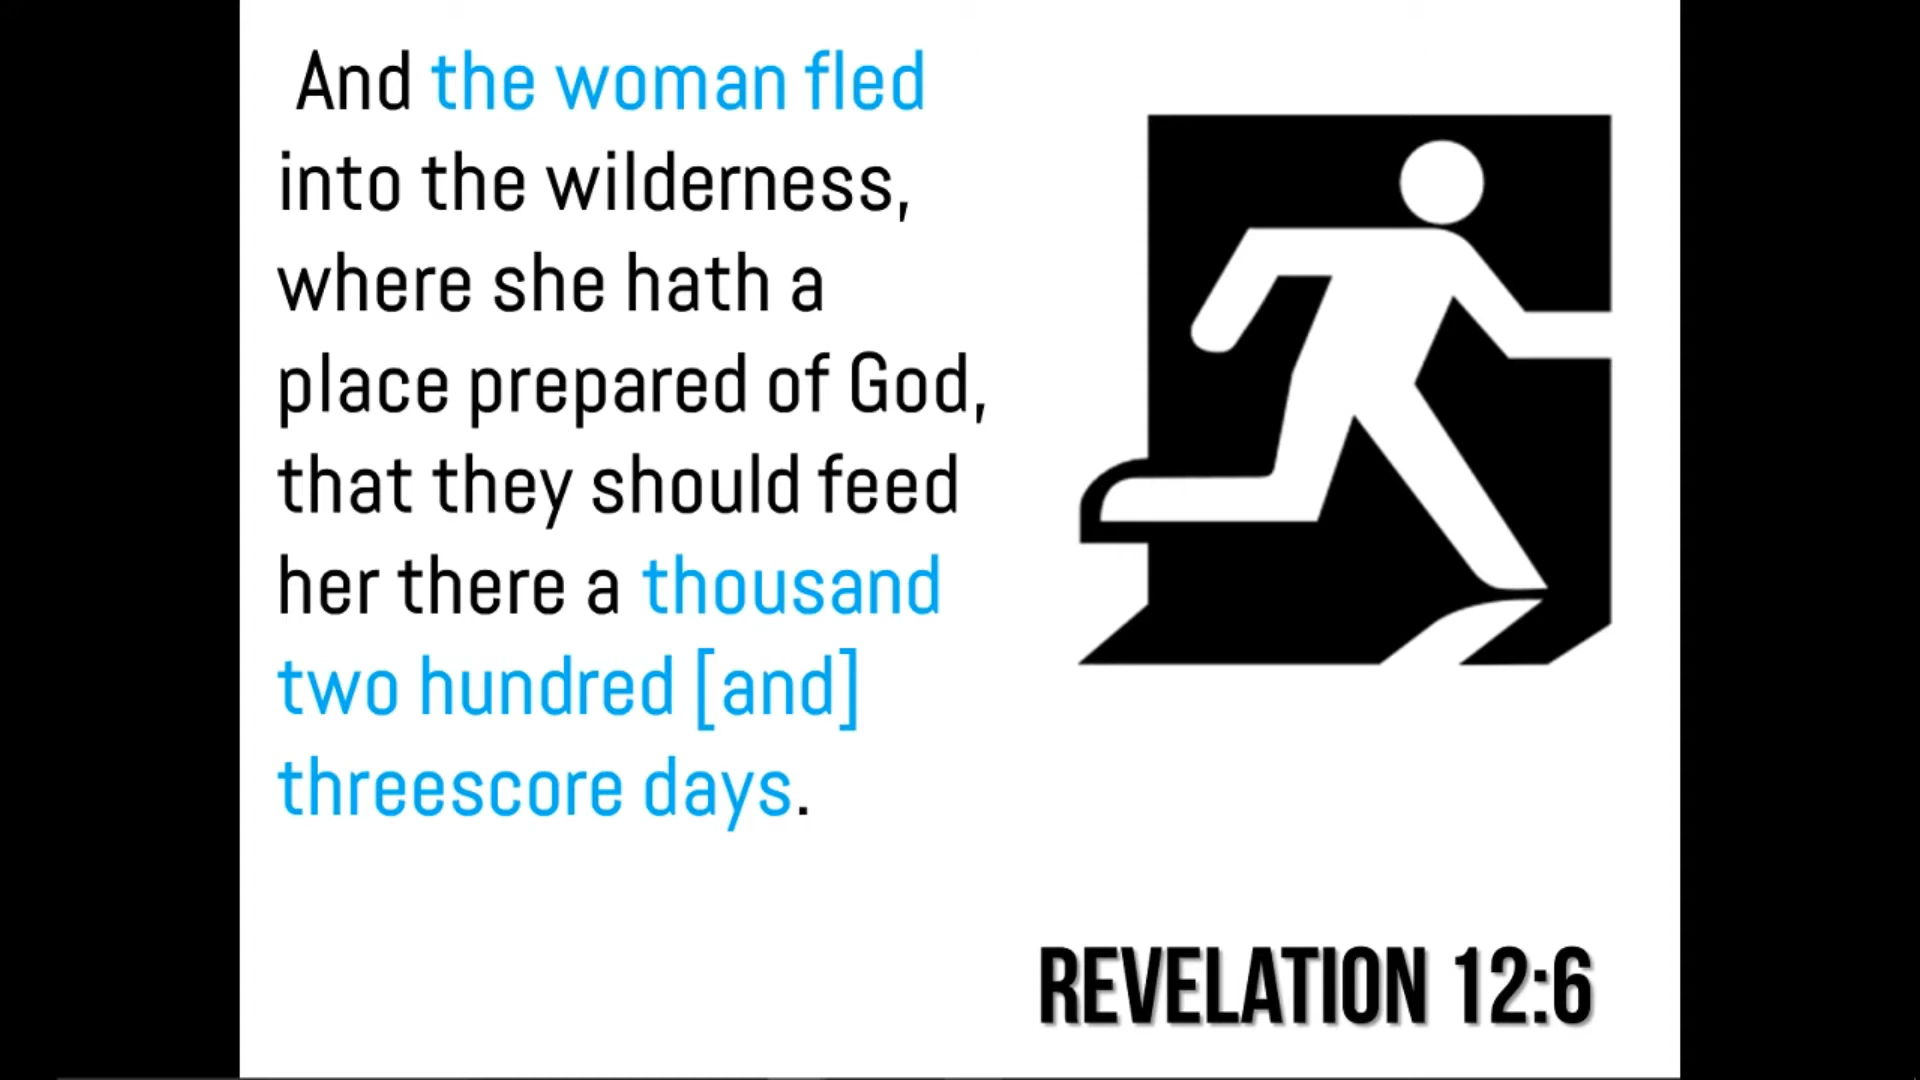 And the woman fled
into the wilderness,
where she hath a
place prepared of God,
that they should feed
her there a thousand
two hundred [and]
threescore days.
REVELATION 12:6